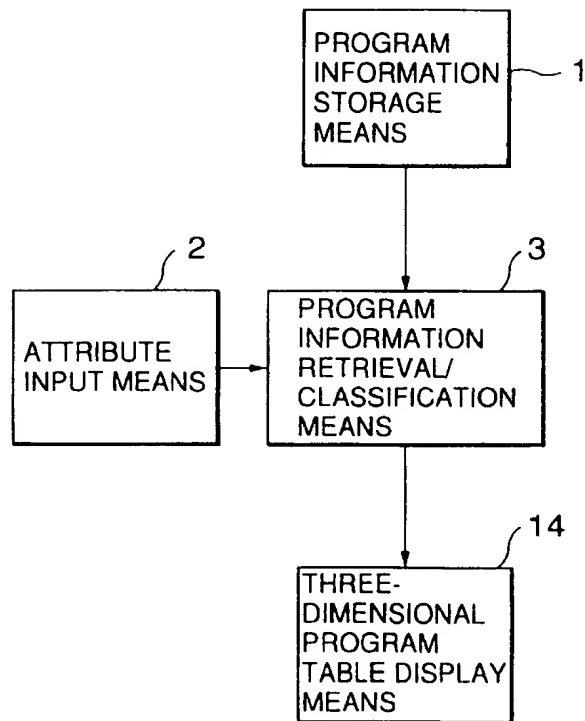 PROGRAM
INFORMATION
STORAGE
MEANS
1
2
3
ATTRIBUTE
INPUT MEANS
PROGRAM
INFORMATION
RETRIEVAL/
CLASSIFICATION
MEANS
14
THREE-
DIMENSIONAL
PROGRAM
TABLE DISPLAY
MEANS